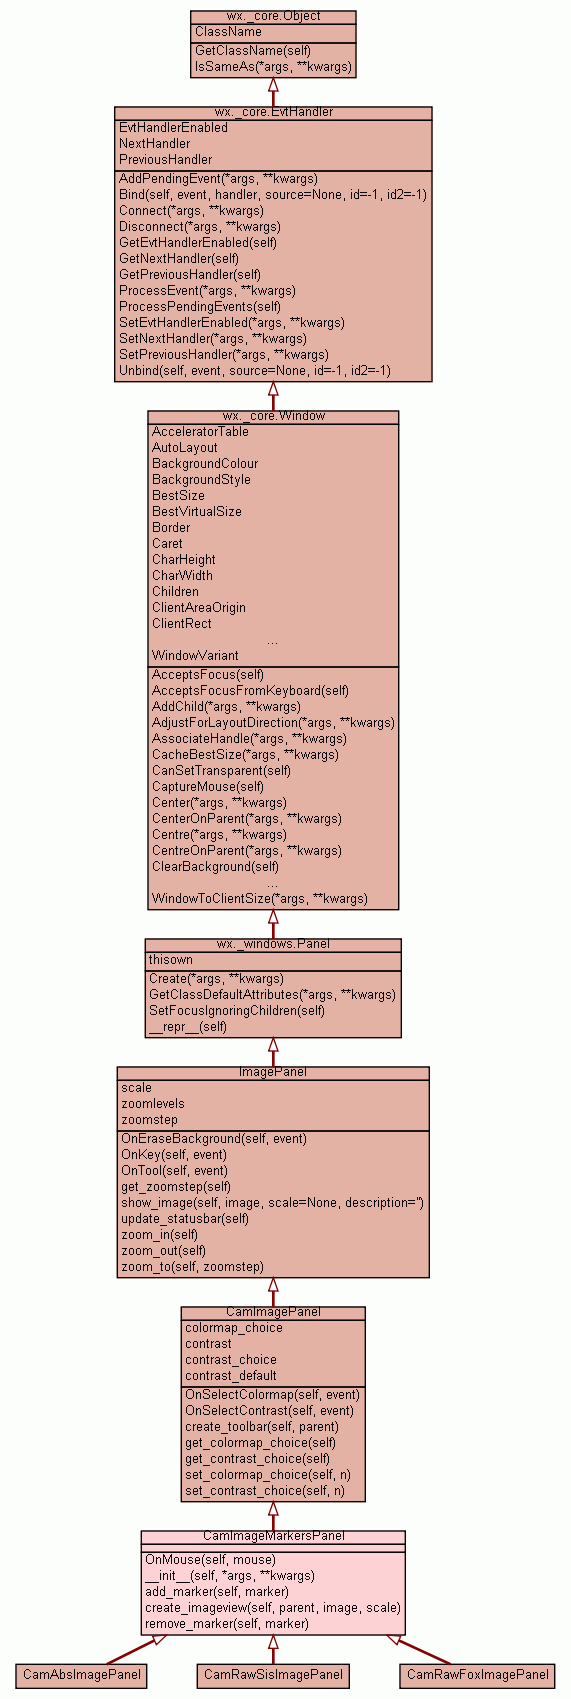 wx._core.Object
ClassName
GetClassName(self)
IsSameAs(*args, **kwargs)
wx._core.EvtHandler
EvtHandlerEnabled
NextHandler
PreviousHandler
AddPendingEvent(*args, **kwargs)
Bind(self, event, handler, source=None, id=-1, id2=-1)
Connect(*args, **kwargs)
Disconnect(*args, **kwargs)
GetEvtHandlerEnabled(self)
GetNextHandler(self)
GetPreviousHandler(self)
ProcessEvent(*args, **kwargs)
ProcessPendingEvents(self)
SetEvtHandlerEnabled(*args, **kwargs)
SetNextHandler(*args, **kwargs)
SetPreviousHandler(*args, **kwargs)
Unbind(self, event, source=None, id=-1, id2=-1)
wx._core.Window
AcceleratorTable
AutoLayout
BackgroundColour
BackgroundStyle
BestSize
BestVirtualSize
Border
Caret
CharHeight
CharWidth
Children
ClientAreaOrigin
ClientRect
...
WindowVariant
AcceptsFocus(self)
AcceptsFocusFromKeyboard(self)
AddChild(*args, **kwargs)
AdjustForLayoutDirection(*args, **kwargs)
AssociateHandle(*args, **kwargs)
CacheBestSize(*args, **kwargs)
CanSetTransparent(self)
CaptureMouse(self)
Center(*args, **kwargs)
CenterOnParent(*args, **kwargs)
Centre(*args, **kwargs)
CentreOnParent(*args, **kwargs)
ClearBackground(self)
...
WindowToClientSize(*args, **kwargs)
wx._windows.Panel
thisown
Create(*args, **kwargs)
GetClassDefaultAttributes(*args, **kwargs)
SetFocusIgnoringChildren(self)
__repr__(self)
ImagePanel
scale
zoomlevels
zoomstep
OnEraseBackground(self, event)
OnKey(self, event)
OnTool(self, event)
get_zoomstep(self)
show_image(self, image, scale=None, description='')
update_statusbar(self)
zoom_in(self)
zoom_out(self)
zoom_to(self, zoomstep)
CamImagePanel
colormap_choice
contrast
contrast_choice
contrast_default
OnSelectColormap(self, event)
OnSelectContrast(self, event)
create_toolbar(self, parent)
get_colormap_choice(self)
get_contrast_choice(self)
set_colormap_choice(self, n)
set_contrast_choice(self, n)
CamImageMarkersPanel
OnMouse(self, mouse)
__init__(self, *args, **kwargs)
add_marker(self, marker)
create_imageview(self, parent, image, scale)
remove_marker(self, marker)
CamAbsImagePanel
CamRawSisImagePanel
CamRawFoxImagePanel